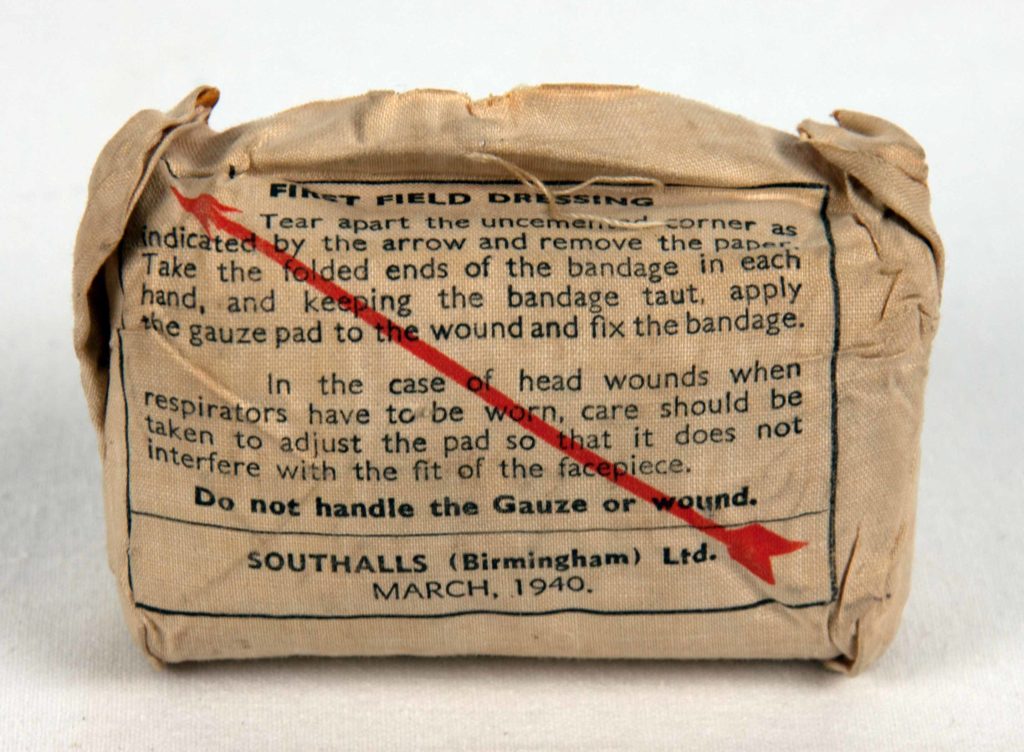 FIRST FIELD DRESSING
Tear apart the uncemented corner as
indicated by the arrow and remove the paper.
Take the folded ends of the bandage in each
hand, and keeping the bandage taut, apply
the gauze pad to the wound and fix the bandage.
In the case of head wounds when
respirators have to be worn, care should be
taken to adjust the pad so that it does not
interfere with the fit of the facepiece.
Do not handle the Gauze or wound.
SOUTHALLS (Birmingham) Ltd.
MARCH, 1940.